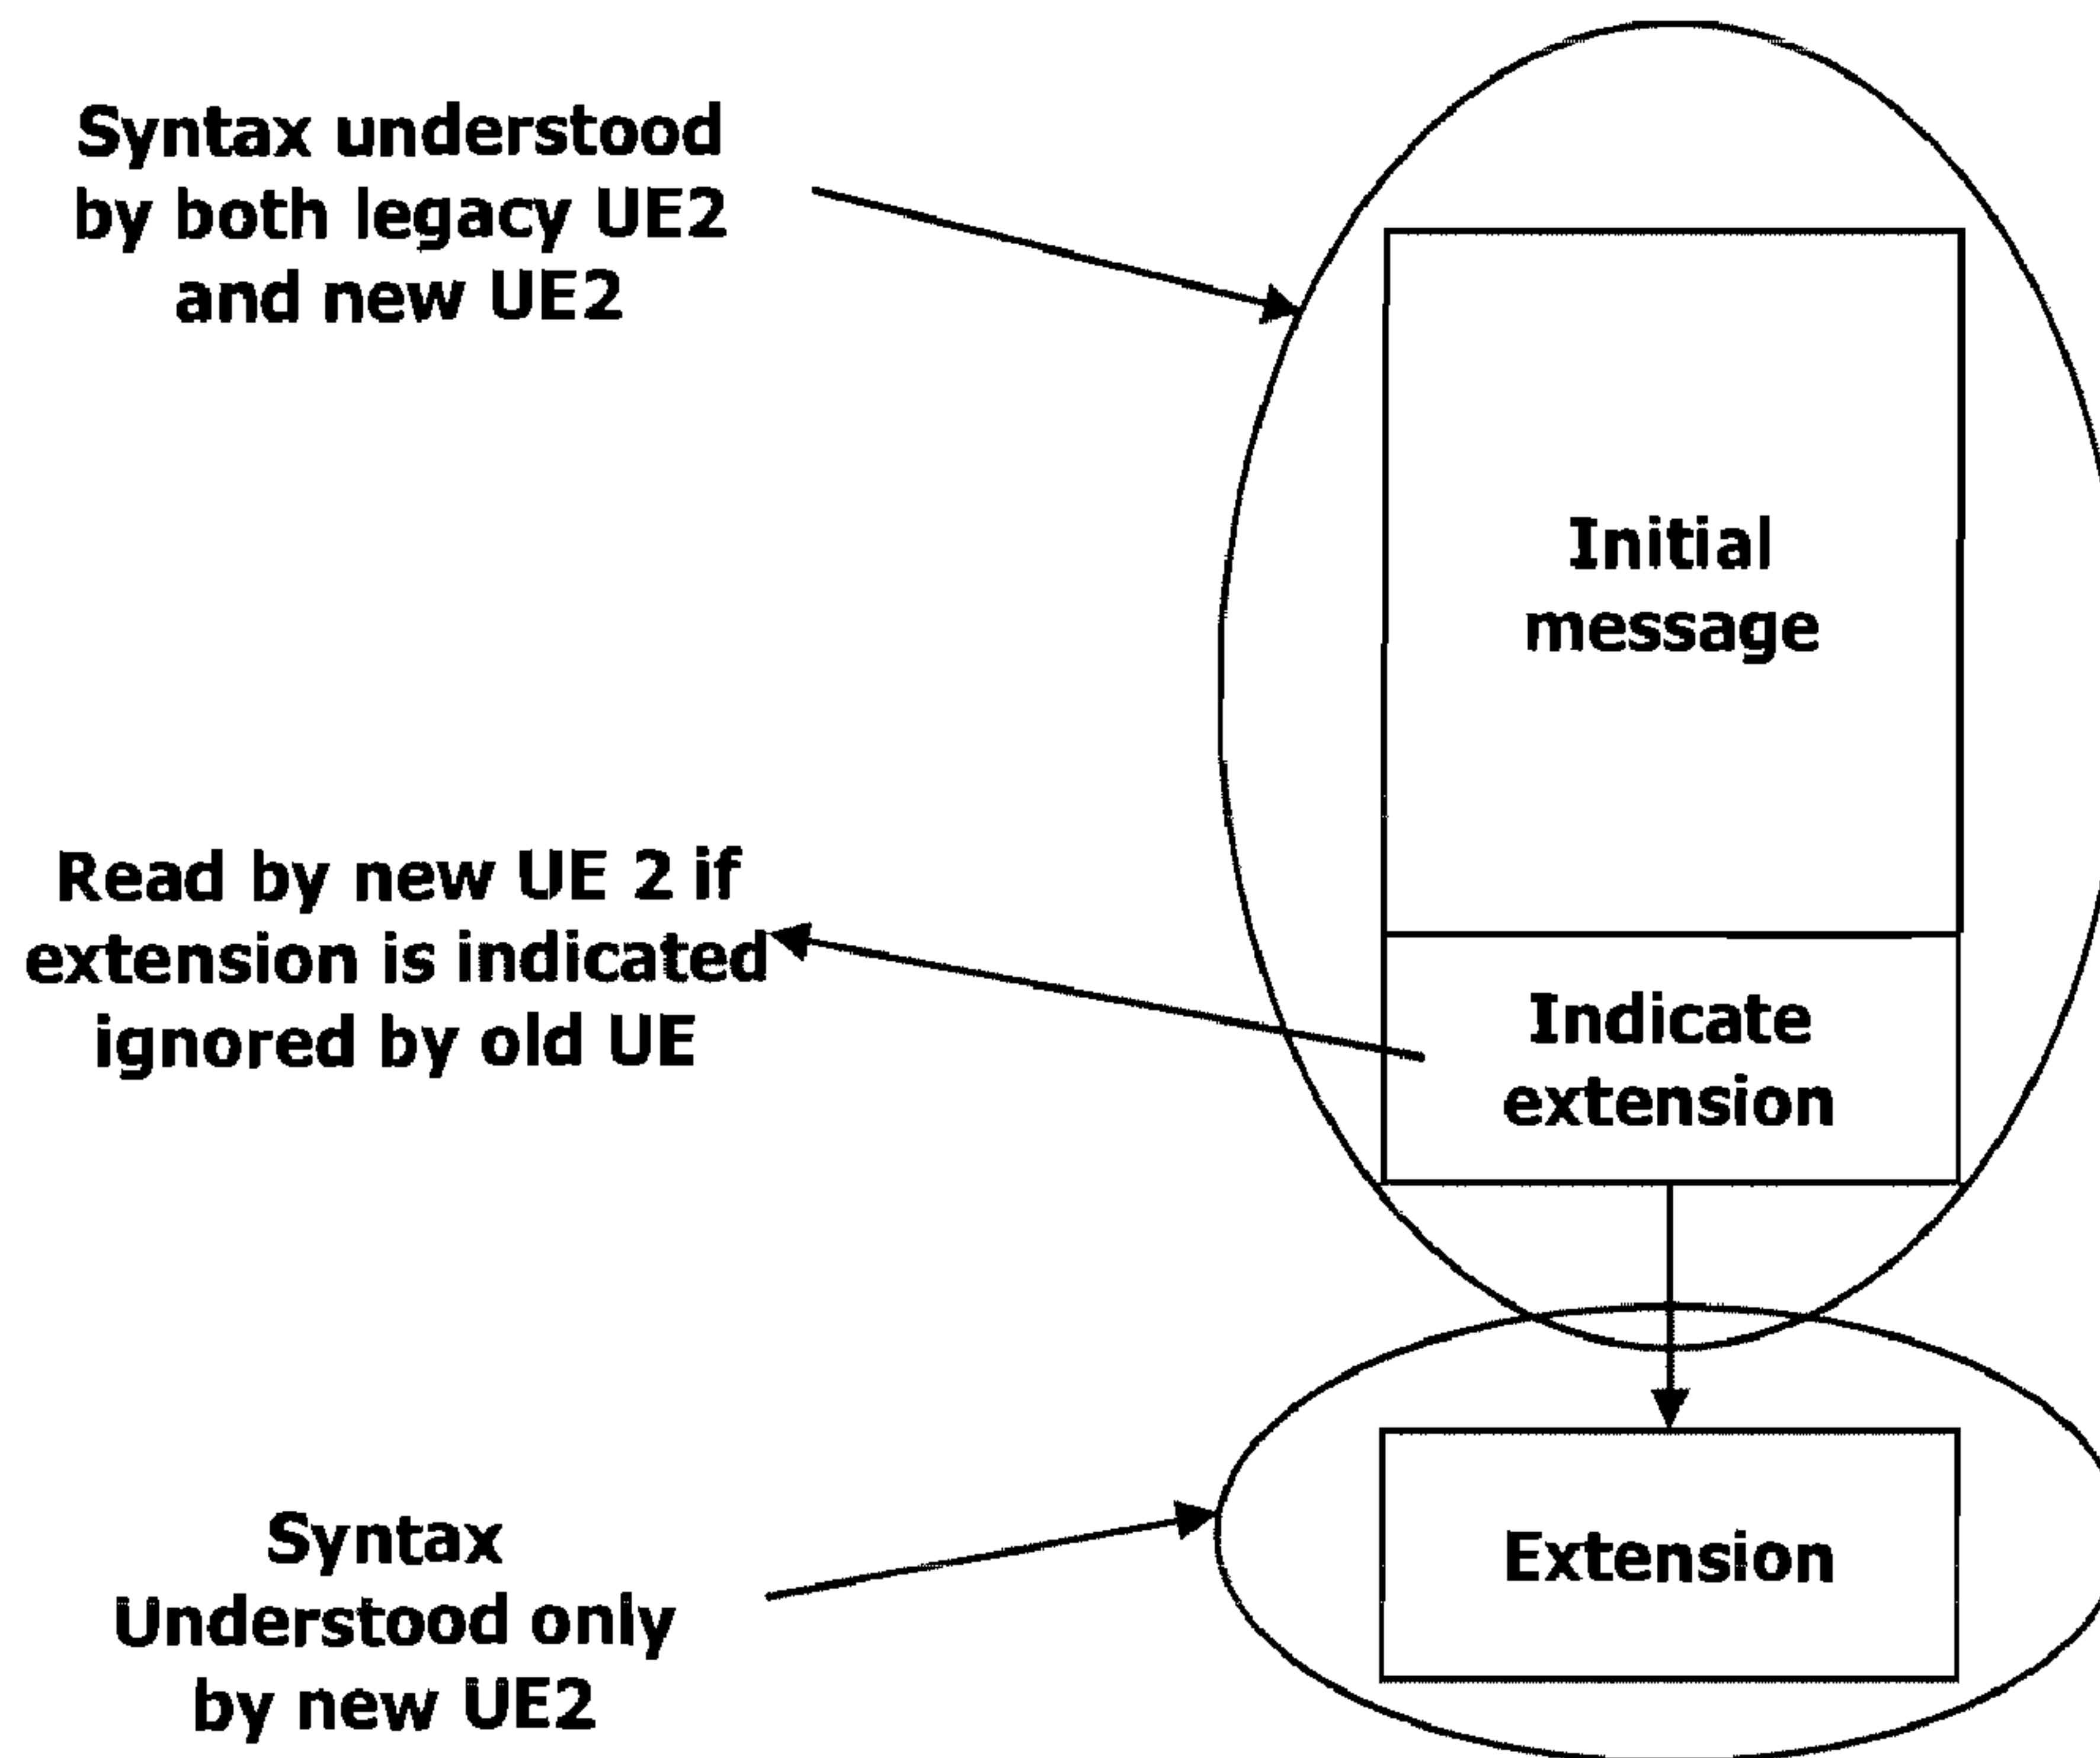 Syntax understood
by both legacy UE2
and new UE2
Initial
message
Read by new UE 2 if
extension is indicated
ignored by old UE
Indicate
extension
Syntax
Understood only
by new UE2
Extension